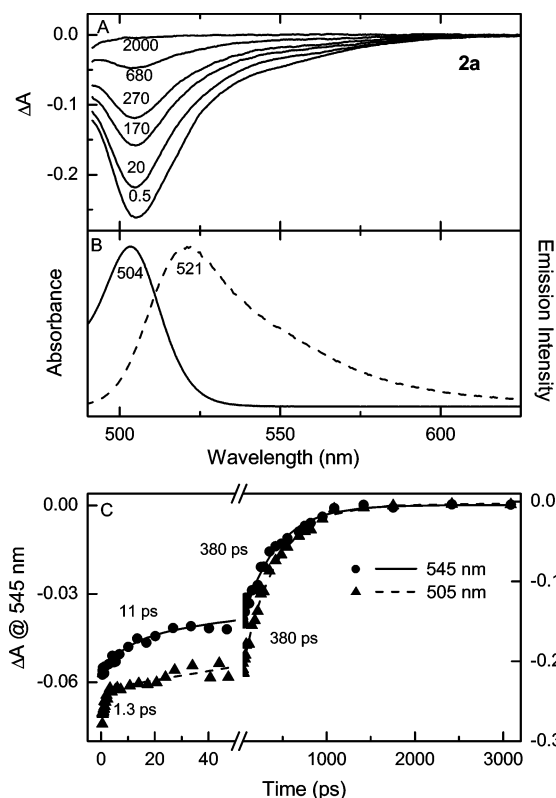 A
0.0
2000
2a
680
270
-0.1
170
ΔA
20
-0.2
0.5
B
504
521
Absorbance
Emission Intensity
500
550
600
Wavelength (nm)
C
0.00
0.0
380 ps
545 nm
505 nm
-0.03
-0.1
11 ps
380 ps
ΔA @ 545 nm
-0.2
-0.06
1.3 ps
-0.3
0
20
40
1000
2000
3000
Time (ps)